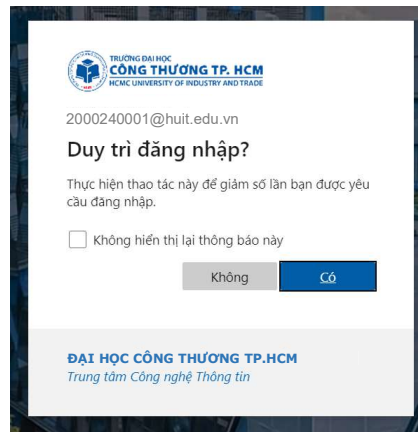 TRƯỜNG ĐẠI HỌC
CÔNG THƯƠNG TP. HCM
HCMC UNIVERSITY OF INDUSTRY AND TRADE
2000240001@huit.edu.vn
Duy trì đăng nhập?
Thực hiện thao tác này để giảm số lần bạn được yêu
cầu đăng nhập.
Không hiển thị lại thông báo này
Không
Có
ĐẠI HỌC CÔNG THƯƠNG TP.HCM
Trung tâm Công nghệ Thông tin